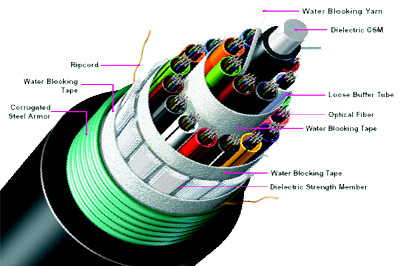 Water Blocking Yarn
Dielectric CSM
Ripcord
Water Blocking
Tape
Corrugated
Steel Armor
Loose Buffer Tube
Optical Fiber
Water Blocking Tape
Water Blocking Tape
Dielectric Strength Member